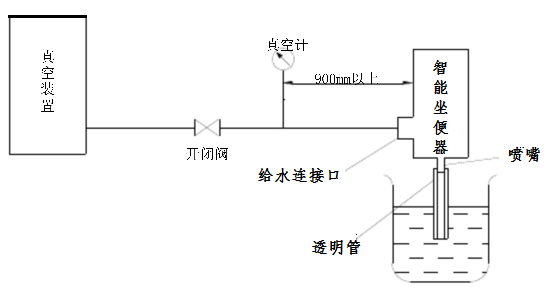 真空装置
真空计
900mm以上
智能坐便器
开闭阀
给水连接口
喷嘴
透明管